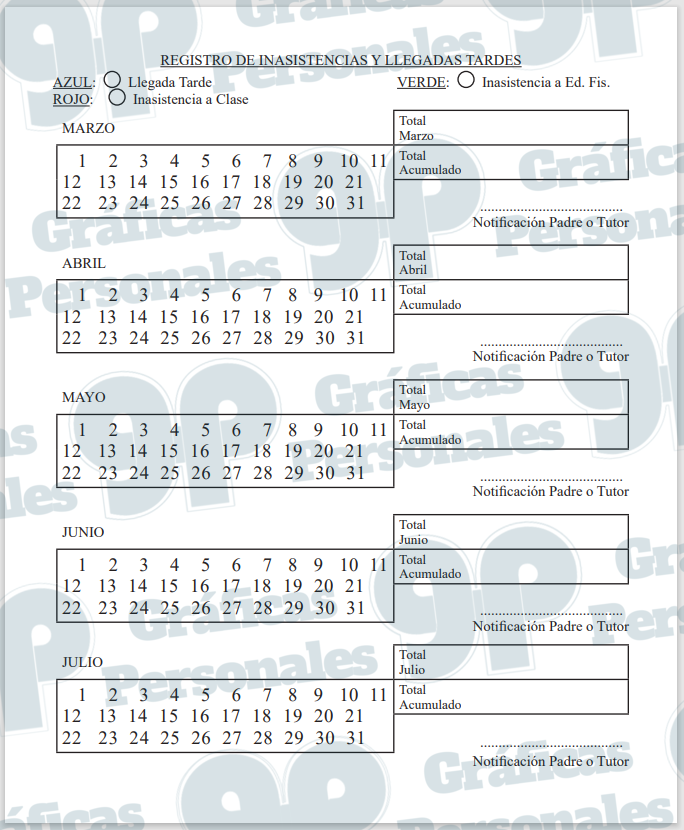 REGISTRO DE INASISTENCIAS Y LLEGADAS TARDES
AZUL: Llegada Tarde
VERDE: Inasistencia a Ed. Fis.
ROJO: Inasistencia a Clase
MARZO
1 2 3 4 5 6 7 8 9 10 11
12 13 14 15 16 17 18 19 20 21
22 23 24 25 26 27 28 29 30 31
Total
Marzo
Total
Acumulado
.......................................
Notificación Padre o Tutor
ABRIL
1 2 3 4 5 6 7 8 9 10 11
12 13 14 15 16 17 18 19 20 21
22 23 24 25 26 27 28 29 30 31
Total
Abril
Total
Acumulado
.......................................
Notificación Padre o Tutor
MAYO
1 2 3 4 5 6 7 8 9 10 11
12 13 14 15 16 17 18 19 20 21
22 23 24 25 26 27 28 29 30 31
Total
Mayo
Total
Acumulado
.......................................
Notificación Padre o Tutor
JUNIO
1 2 3 4 5 6 7 8 9 10 11
12 13 14 15 16 17 18 19 20 21
22 23 24 25 26 27 28 29 30 31
Total
Junio
Total
Acumulado
.......................................
Notificación Padre o Tutor
JULIO
1 2 3 4 5 6 7 8 9 10 11
12 13 14 15 16 17 18 19 20 21
22 23 24 25 26 27 28 29 30 31
Total
Julio
Total
Acumulado
.......................................
Notificación Padre o Tutor
gp
Gráficas
Personales